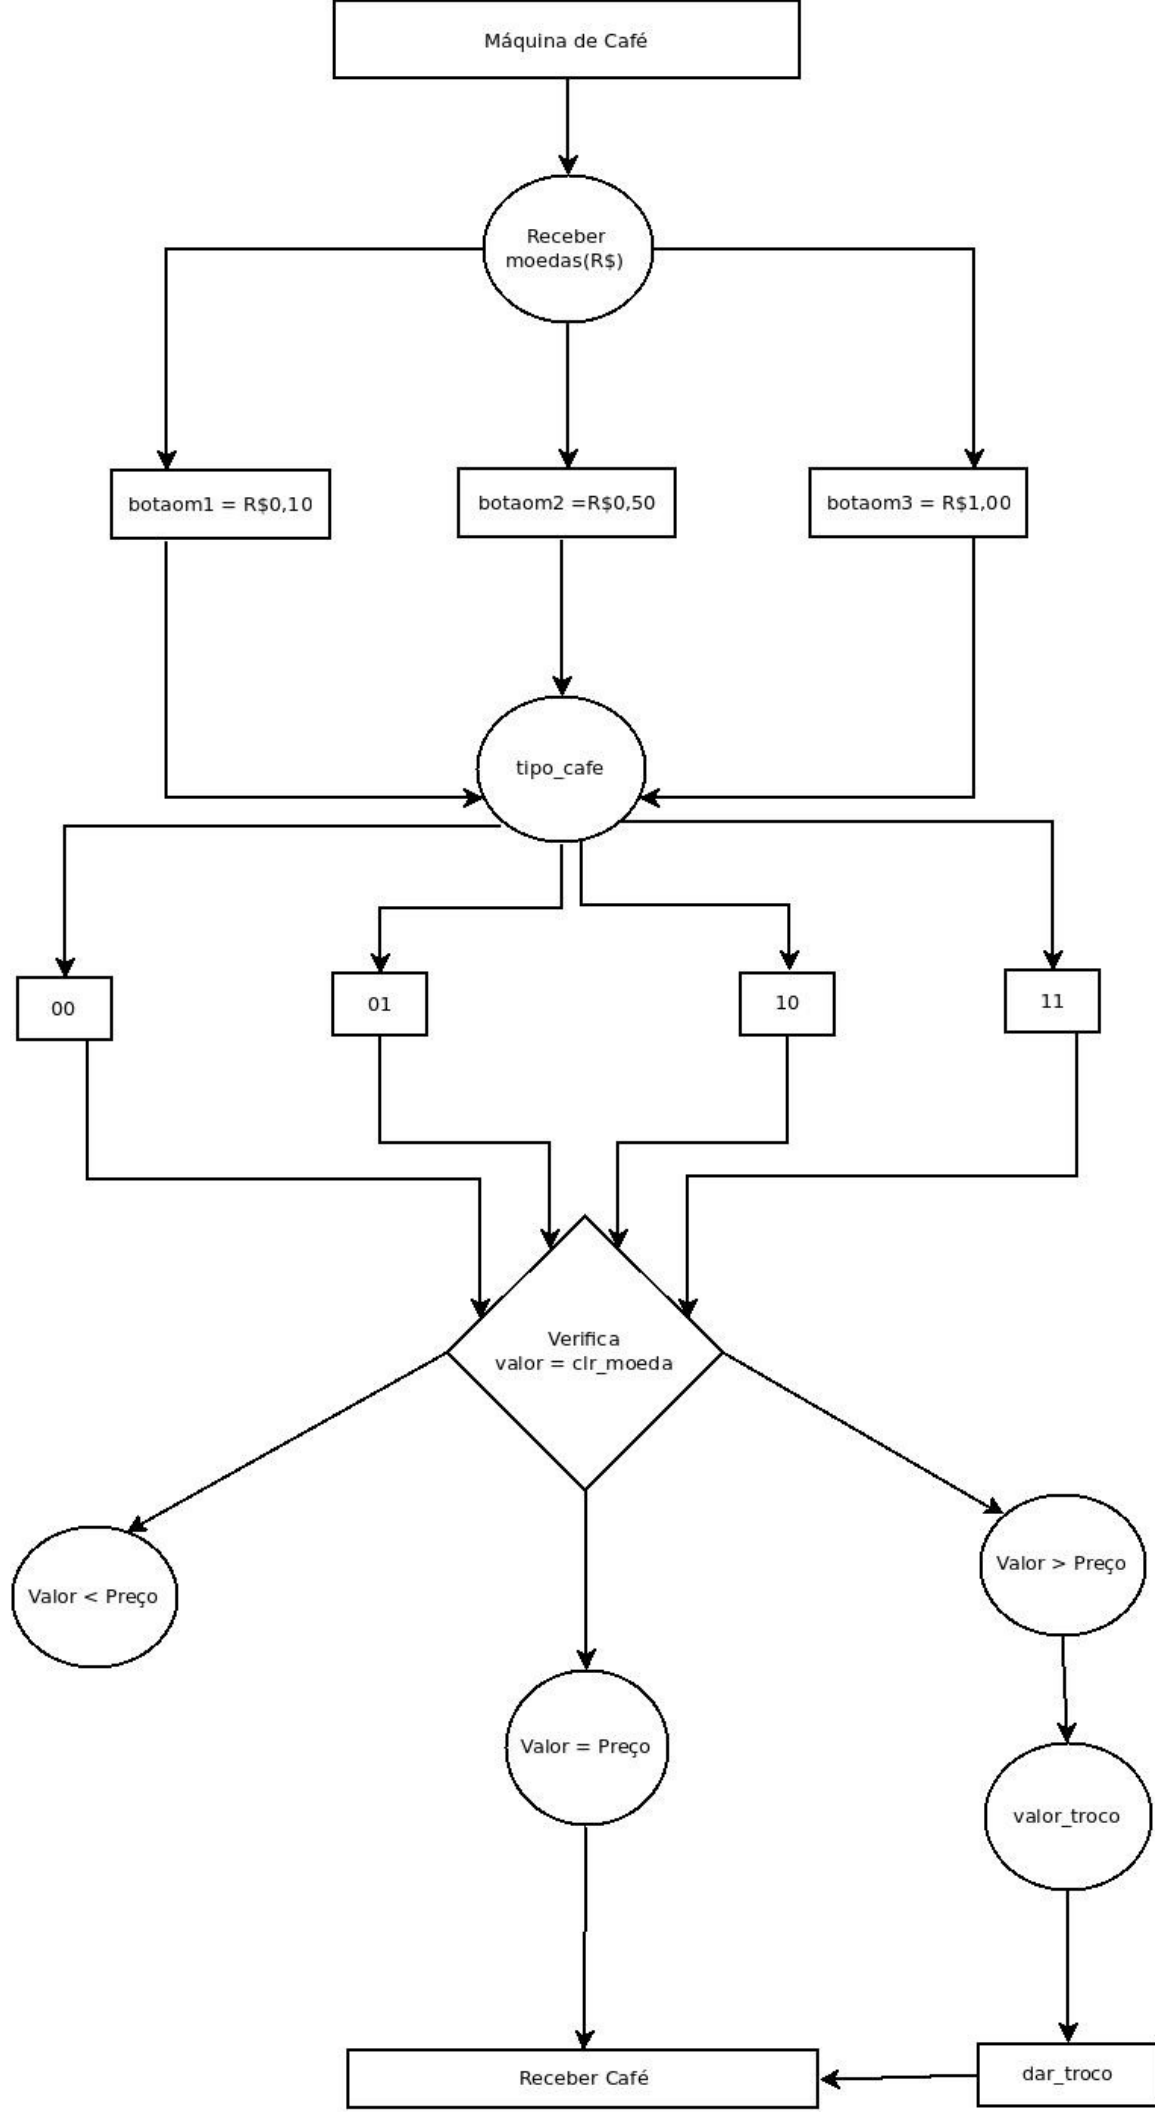 Máquina de Café
Receber
moedas(R$)
botaom1 = R$0,10
botaom2 =R$0,50
botaom3 = R$1,00
tipo_cafe
00
01
10
11
Verifica
valor = clr_moeda
Valor < Preço
Valor > Preço
Valor = Preço
valor_troco
Receber Café
dar_troco